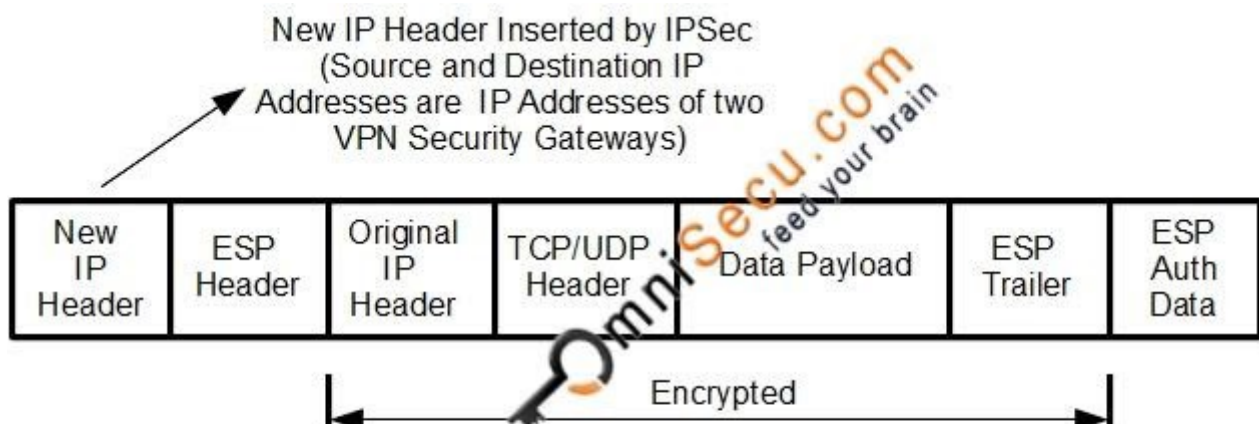 New IP Header Inserted by IPSec
(Source and Destination IP
Addresses are IP Addresses of two
VPN Security Gateways)
New
IP
Header
ESP
Header
Original
IP
Header
TCP/UDP
Header
Data Payload
ESP
Trailer
ESP
Auth
Data
Encrypted
OmniSecu.com
feed your brain